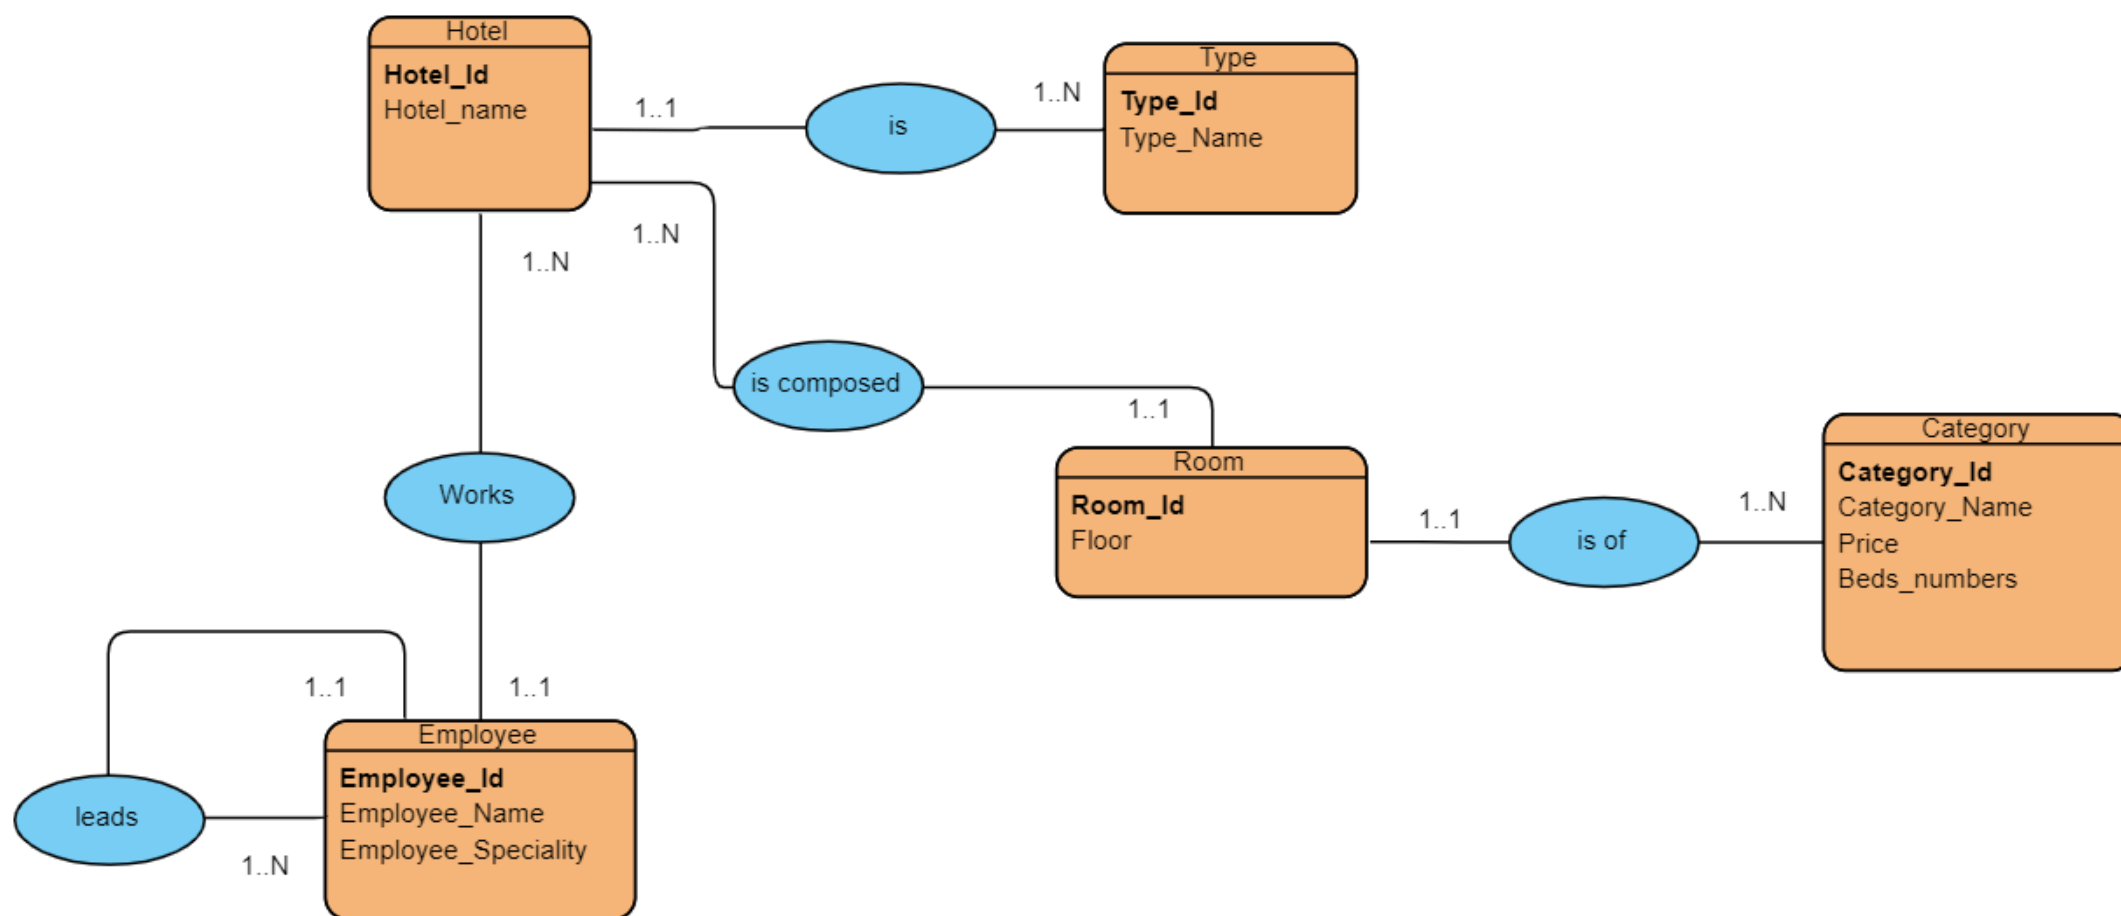 Hotel
Hotel_Id
Hotel_name
1..1
is
1..N
Type
Type_Id
Type_Name
1..N
1..N
is composed
1..1
Room
Room_Id
Floor
1..1
is of
1..N
Category
Category_Id
Category_Name
Price
Beds_numbers
Works
1..1
1..1
Employee
Employee_Id
Employee_Name
Employee_Speciality
leads
1..N